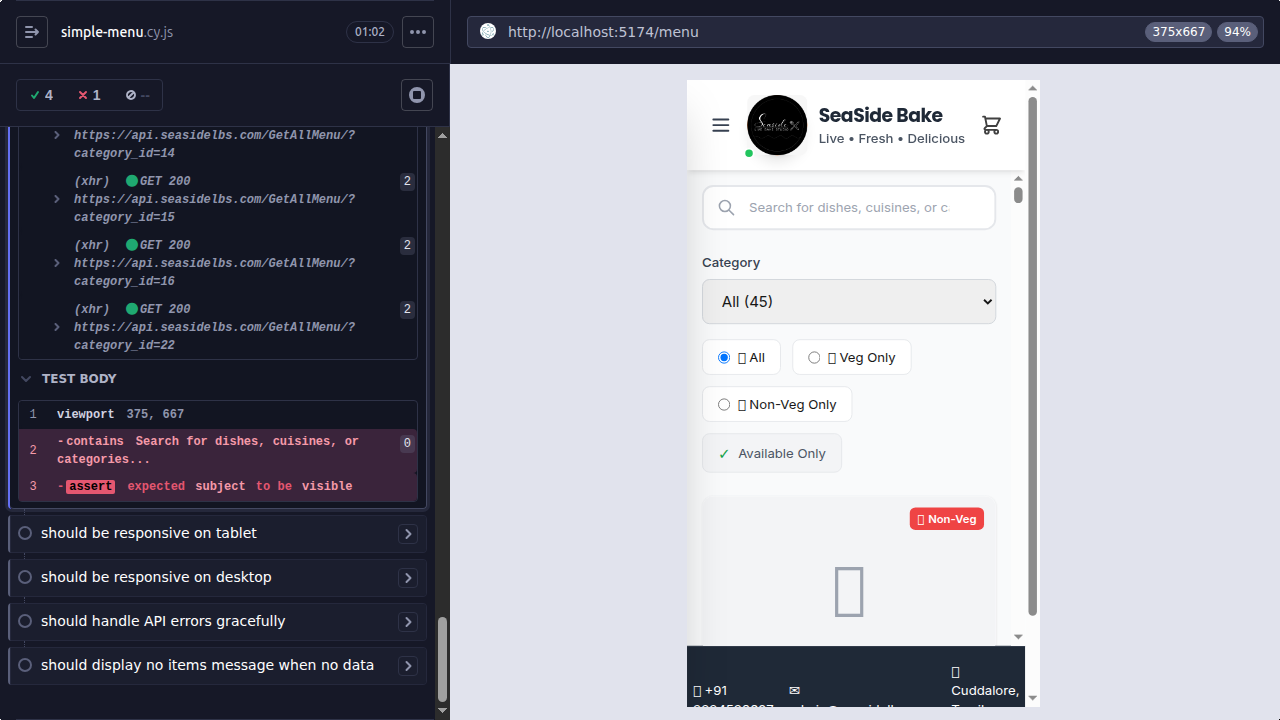 simple-menu.cy.js
01:02
http://localhost:5174/menu
375x667
94%
4
1
--
https://api.seasidelbs.com/GetAllMenu/?
category_id=14
(xhr) GET 200
2
https://api.seasidelbs.com/GetAllMenu/?
category_id=15
(xhr) GET 200
2
https://api.seasidelbs.com/GetAllMenu/?
category_id=16
(xhr) GET 200
2
https://api.seasidelbs.com/GetAllMenu/?
category_id=22
TEST BODY
1 viewport 375, 667
2 -contains Search for dishes, cuisines, or
categories...
0
3 -assert expected subject to be visible
should be responsive on tablet
should be responsive on desktop
should handle API errors gracefully
should display no items message when no data
Seaside
SeaSide Bake
Live • Fresh • Delicious
Search for dishes, cuisines, or c
Category
All (45)
All
Veg Only
Non-Veg Only
✓ Available Only
Non-Veg
+91
✉
Cuddalore,